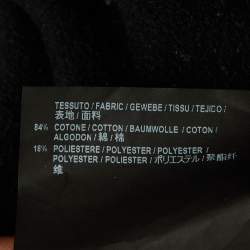 TESSUTO / FABRIC / GEWEBE / TISSU / TEJICO /
表地 / 面料
84% COTONE / COTTON / BAUMWOLLE / COTON /
ALGODON / 綿 / 棉
16% POLIESTERE / POLYESTER / POLYESTER /
POLYESTER / POLIESTER / ポリエステル / 聚酯纤
维